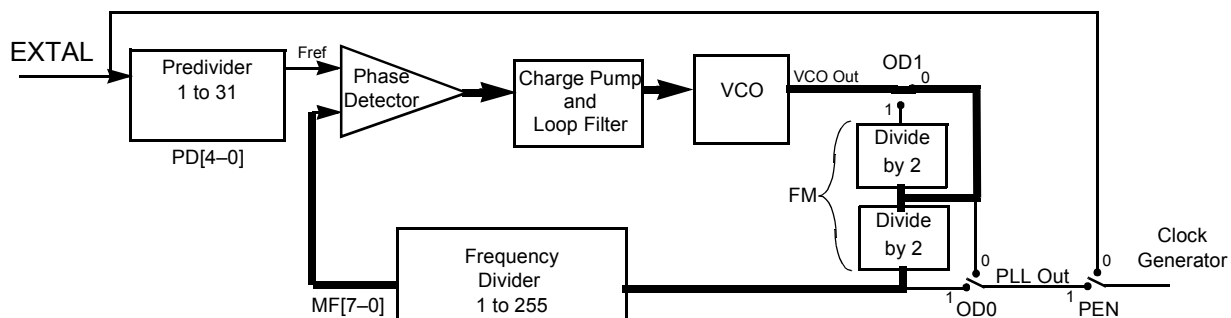 EXTAL
Predivider
1 to 31
PD[4–0]
Fref
Phase
Detector
Charge Pump
and
Loop Filter
VCO
VCO Out
OD1
0
1
Divide
by 2
FM
Divide
by 2
Frequency
Divider
1 to 255
MF[7–0]
0
1
OD0
PLL Out
0
1
PEN
Clock
Generator